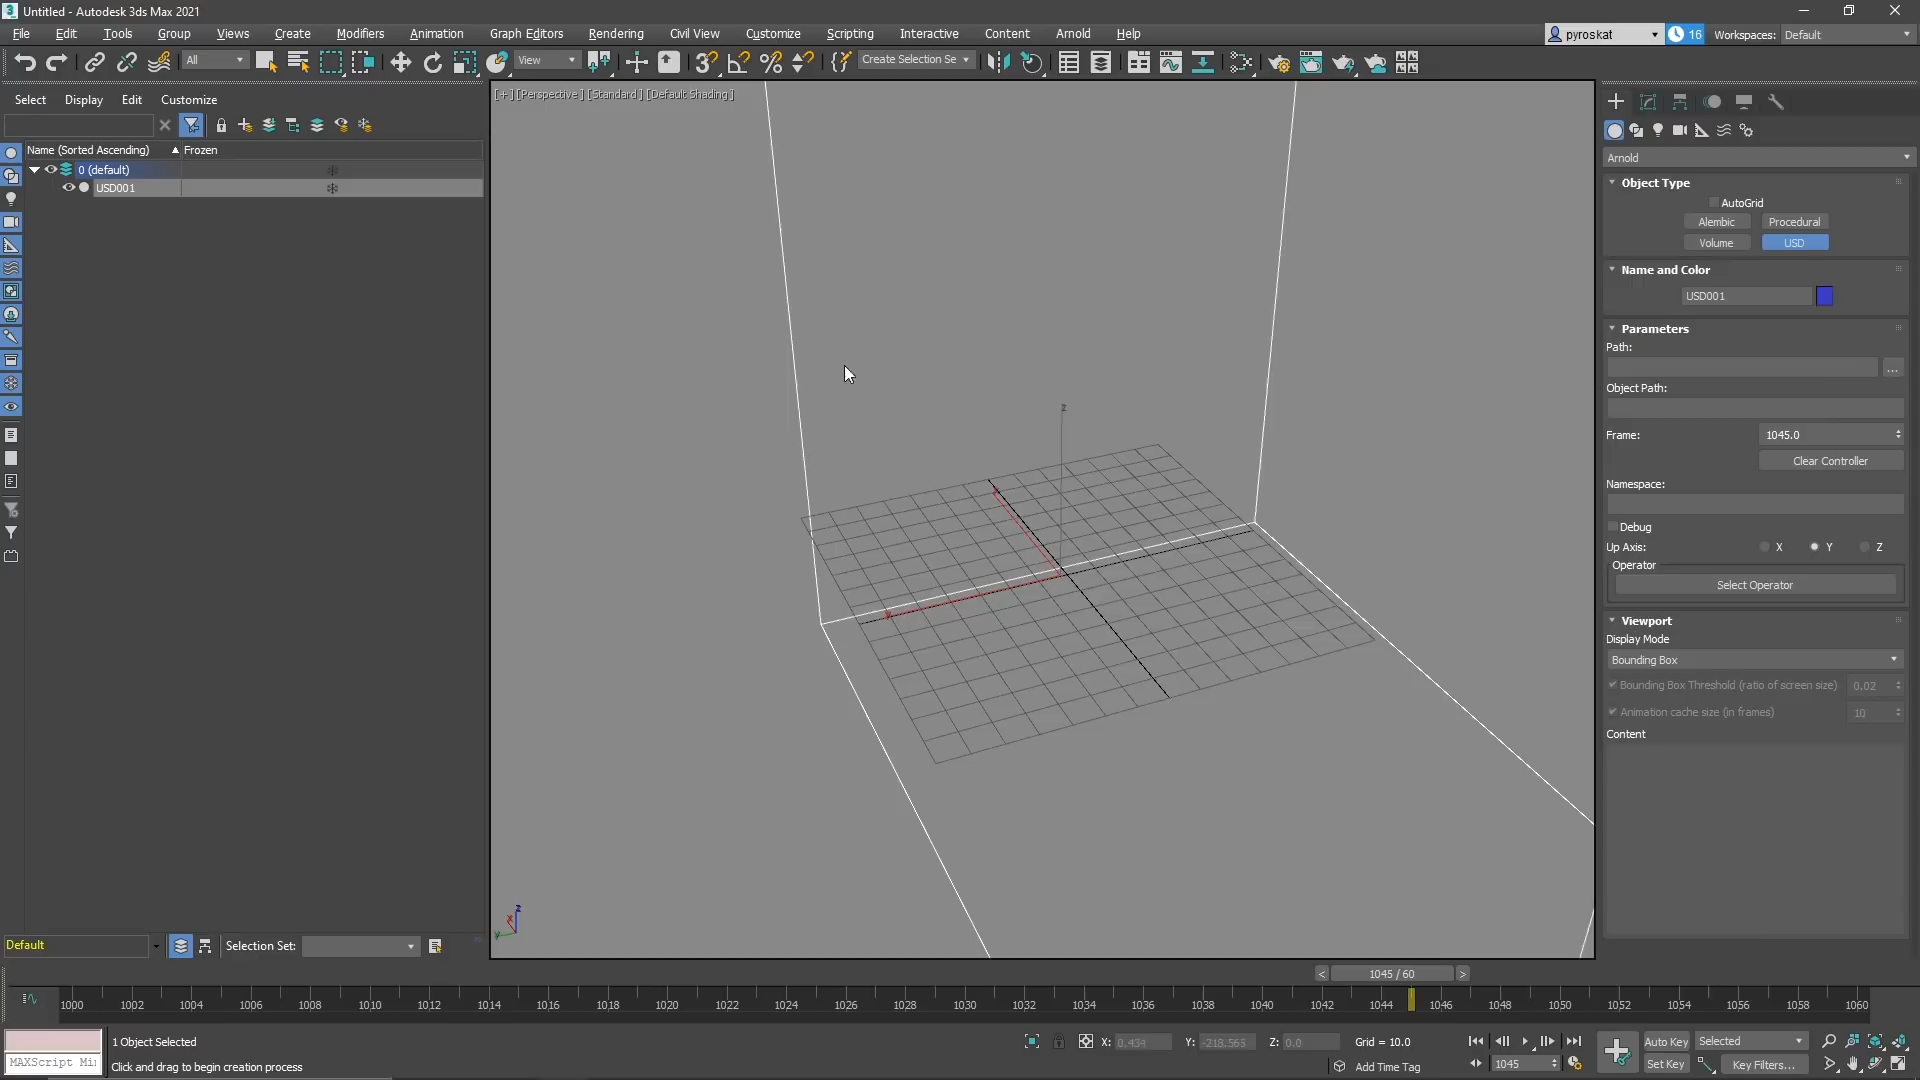 Untitled - Autodesk 3ds Max 2021
File Edit Tools Group Views Create Modifiers Animation Graph Editors Rendering Civil View Customize Scripting Interactive Content Arnold Help
pyroskat 16 Workspaces: Default
All View Create Selection Se
Select Display Edit Customize
[+] [Perspective] [Standard] [Default Shading]
Name (Sorted Ascending) Frozen
0 (default)
USD001
Arnold
Object Type
AutoGrid
Alembic Procedural
Volume USD
Name and Color
USD001
Parameters
Path:
...
Object Path:
Frame: 1045.0
Clear Controller
Namespace:
Debug
Up Axis: X Y Z
Operator
Select Operator
Viewport
Display Mode
Bounding Box
Bounding Box Threshold (ratio of screen size) 0.02
Animation cache size (in frames) 10
Content
z
z
x
y
Default Selection Set:
< 1045 / 60 >
1000 1002 1004 1006 1008 1010 1012 1014 1016 1018 1020 1022 1024 1026 1028 1030 1032 1034 1036 1038 1040 1042 1044 1046 1048 1050 1052 1054 1056 1058 1060
1 Object Selected X: 0.434 Y: -218.565 Z: 0.0 Grid = 10.0 Auto Key Selected
MAXScript Mi Click and drag to begin creation process Add Time Tag 1045 Set Key Key Filters...